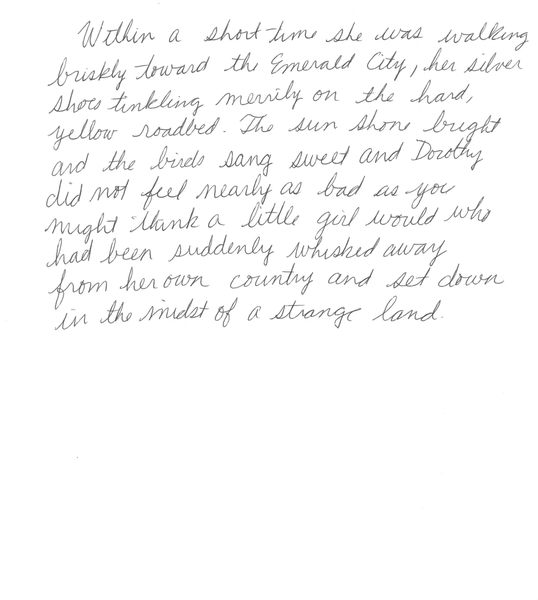 Within a short time she was walking
briskly toward the Emerald City, her silver
shoes tinkling merrily on the hard,
yellow roadbed. The sun shone bright
and the birds sang sweet and Dorothy
did not feel nearly as bad as you
might think a little girl would who
had been suddenly whisked away
from her own country and set down
in the midst of a strange land.